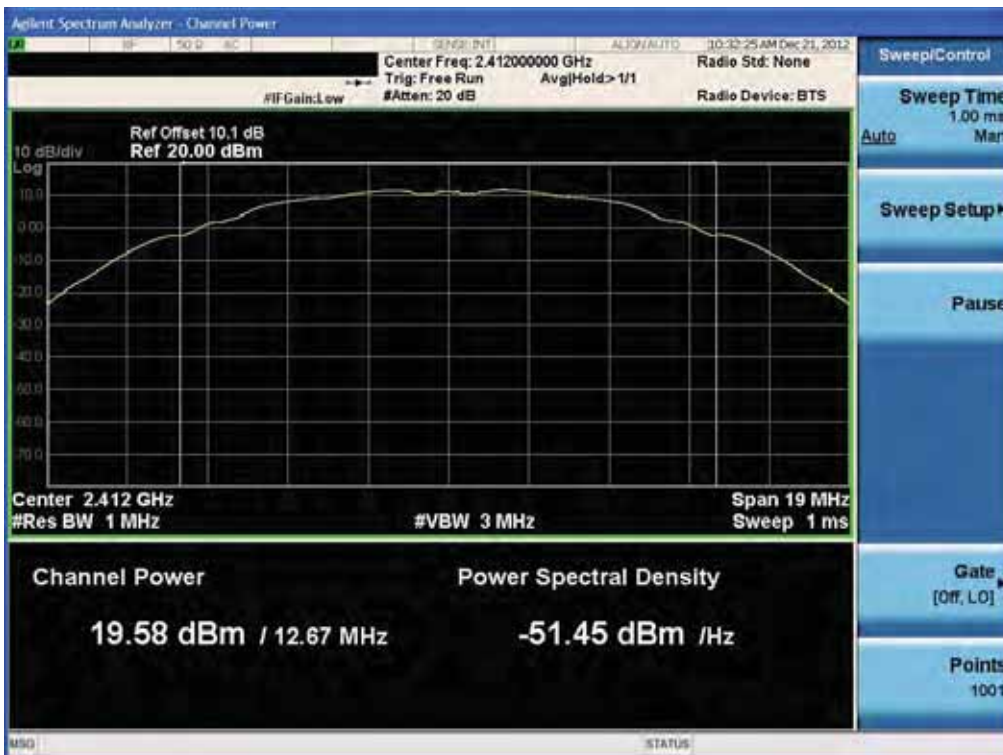 Agilent Spectrum Analyzer - Channel Power
RF 50 Ω AC SENSE:INT ALIGN AUTO 10:32:25 AM Dec 21, 2012
Center Freq: 2.412000000 GHz Radio Std: None
Trig: Free Run Avg|Hold:> 1/1
#IFGain:Low #Atten: 20 dB Radio Device: BTS
Ref Offset 10.1 dB
10 dB/div Ref 20.00 dBm
Log
10.0
0.00
-10.0
-20.0
-30.0
-40.0
-50.0
-60.0
-70.0
Center 2.412 GHz Span 19 MHz
#Res BW 1 MHz #VBW 3 MHz Sweep 1 ms
Channel Power Power Spectral Density
19.58 dBm / 12.67 MHz -51.45 dBm /Hz
MSG STATUS
Sweep/Control
Sweep Time
1.00 ms
Auto Man
Sweep Setup
Pause
Gate
[Off, LO]
Points
1001